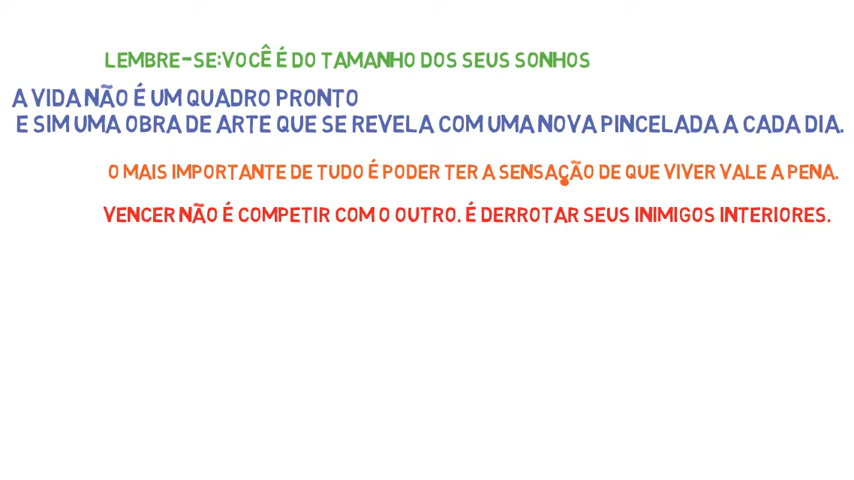 LEMBRE-SE:VOCÊ É DO TAMANHO DOS SEUS SONHOS
A VIDA NÃO É UM QUADRO PRONTO
E SIM UMA OBRA DE ARTE QUE SE REVELA COM UMA NOVA PINCELADA A CADA DIA.
O MAIS IMPORTANTE DE TUDO É PODER TER A SENSAÇÃO DE QUE VIVER VALE A PENA.
VENCER NÃO É COMPETIR COM O OUTRO. É DERROTAR SEUS INIMIGOS INTERIORES.